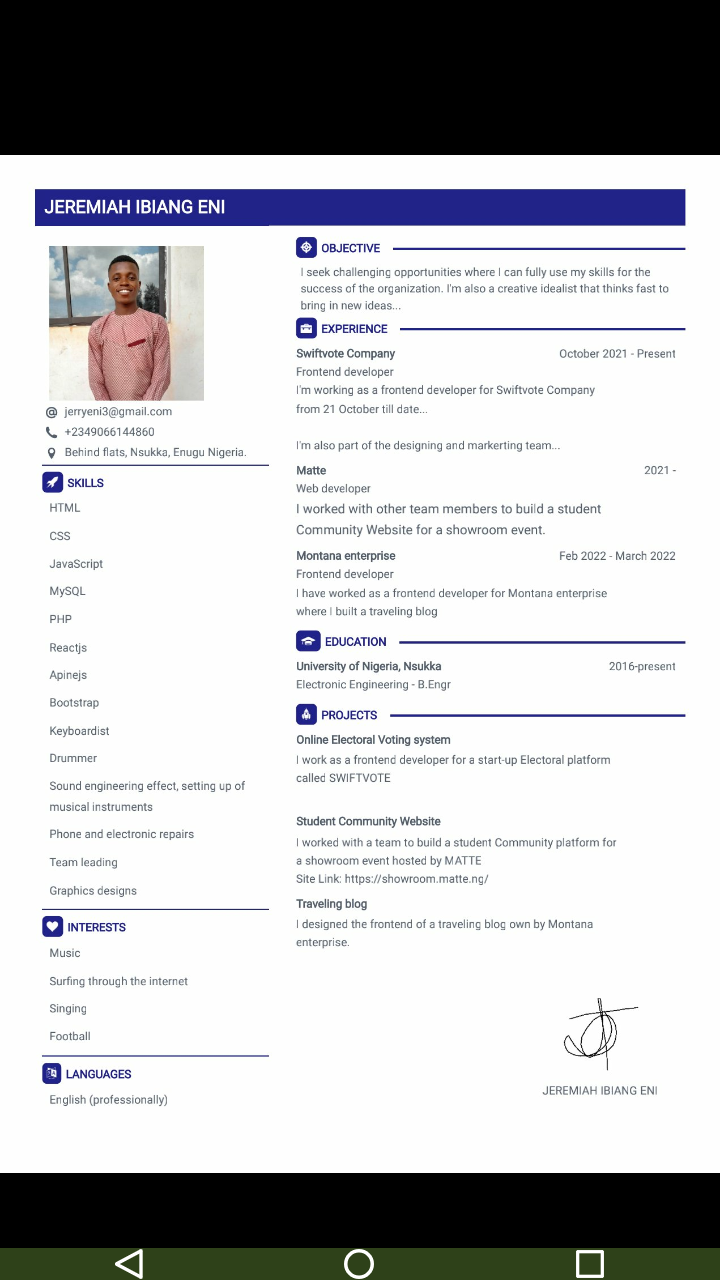 JEREMIAH IBIANG ENI
jerryeni3@gmail.com
+2349066144860
Behind flats, Nsukka, Enugu Nigeria.
SKILLS
HTML
CSS
JavaScript
MySQL
PHP
Reactjs
Apinejs
Bootstrap
Keyboardist
Drummer
Sound engineering effect, setting up of
musical instruments
Phone and electronic repairs
Team leading
Graphics designs
INTERESTS
Music
Surfing through the internet
Singing
Football
LANGUAGES
English (professionally)
OBJECTIVE
I seek challenging opportunities where I can fully use my skills for the
success of the organization. I'm also a creative idealist that thinks fast to
bring in new ideas...
EXPERIENCE
Swiftvote Company October 2021 - Present
Frontend developer
I'm working as a frontend developer for Swiftvote Company
from 21 October till date...
I'm also part of the designing and markerting team...
Matte 2021 -
Web developer
I worked with other team members to build a student
Community Website for a showroom event.
Montana enterprise Feb 2022 - March 2022
Frontend developer
I have worked as a frontend developer for Montana enterprise
where I built a traveling blog
EDUCATION
University of Nigeria, Nsukka 2016-present
Electronic Engineering - B.Engr
PROJECTS
Online Electoral Voting system
I work as a frontend developer for a start-up Electoral platform
called SWIFTVOTE
Student Community Website
I worked with a team to build a student Community platform for
a showroom event hosted by MATTE
Site Link: https://showroom.matte.ng/
Traveling blog
I designed the frontend of a traveling blog own by Montana
enterprise.
JEREMIAH IBIANG ENI